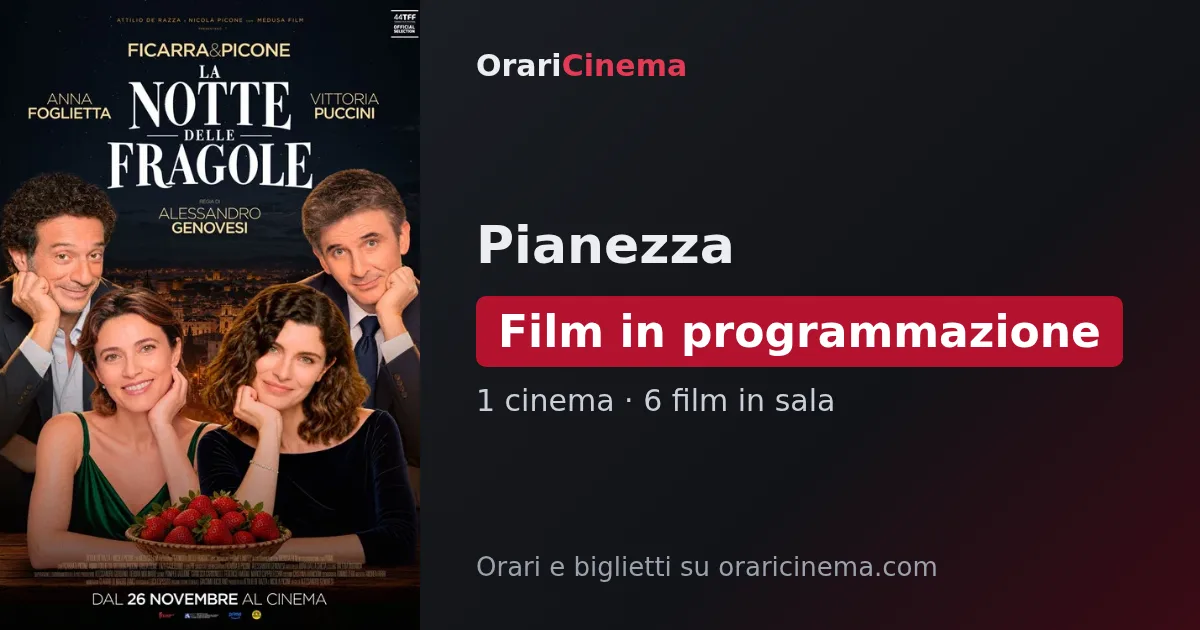 ATTILIO DE RAZZA e NICOLA PICONE con MEDUSA FILM
44TFF
OFFICIAL
SELECTION
FICARRA&PICONE
LA
NOTTE
DELLE
FRAGOLE
ANNA
FOGLIETTA
VITTORIA
PUCCINI
REGIA DI
ALESSANDRO
GENOVESI
DAL 26 NOVEMBRE AL CINEMA
OrariCinema
Pianezza
Film in programmazione
1 cinema · 6 film in sala
Orari e biglietti su oraricinema.com